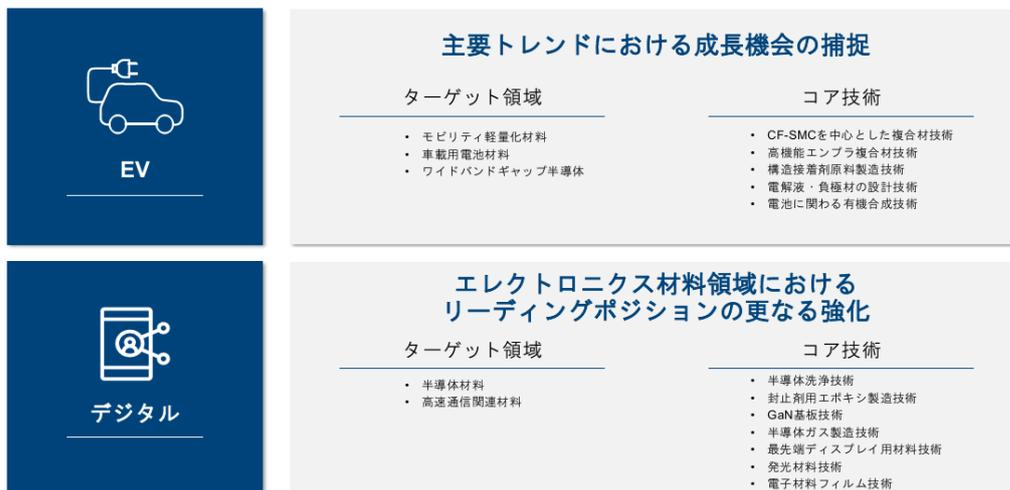 EV
主要トレンドにおける成長機会の捕捉
ターゲット領域
• モビリティ軽量化材料
• 車載用電池材料
• ワイドバンドギャップ半導体
コア技術
• CF-SMCを中心とした複合材技術
• 高機能エンプラ複合材技術
• 構造接着剤原料製造技術
• 電解液・負極材の設計技術
• 電池に関わる有機合成技術
デジタル
エレクトロニクス材料領域における
リーディングポジションの更なる強化
ターゲット領域
• 半導体材料
• 高速通信関連材料
コア技術
• 半導体洗浄技術
• 封止剤用エポキシ製造技術
• GaN基板技術
• 半導体ガス製造技術
• 最先端ディスプレイ用材料技術
• 発光材料技術
• 電子材料フィルム技術